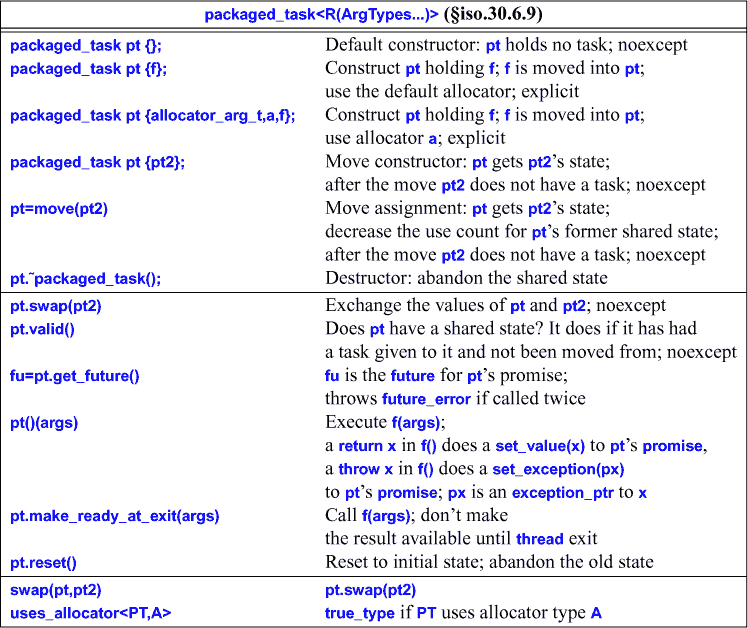 packaged_task<R(ArgTypes...)> (§iso.30.6.9)
packaged_task pt {}; Default constructor: pt holds no task; noexcept
packaged_task pt {f}; Construct pt holding f; f is moved into pt;
use the default allocator; explicit
packaged_task pt {allocator_arg_t,a,f}; Construct pt holding f; f is moved into pt;
use allocator a; explicit
packaged_task pt {pt2}; Move constructor: pt gets pt2’s state;
after the move pt2 does not have a task; noexcept
pt=move(pt2) Move assignment: pt gets pt2’s state;
decrease the use count for pt’s former shared state;
after the move pt2 does not have a task; noexcept
pt.~packaged_task(); Destructor: abandon the shared state
pt.swap(pt2) Exchange the values of pt and pt2; noexcept
pt.valid() Does pt have a shared state? It does if it has had
a task given to it and not been moved from; noexcept
fu=pt.get_future() fu is the future for pt’s promise;
throws future_error if called twice
pt()(args) Execute f(args);
a return x in f() does a set_value(x) to pt’s promise,
a throw x in f() does a set_exception(px)
to pt’s promise; px is an exception_ptr to x
pt.make_ready_at_exit(args) Call f(args); don’t make
the result available until thread exit
pt.reset() Reset to initial state; abandon the old state
swap(pt,pt2) pt.swap(pt2)
uses_allocator<PT,A> true_type if PT uses allocator type A